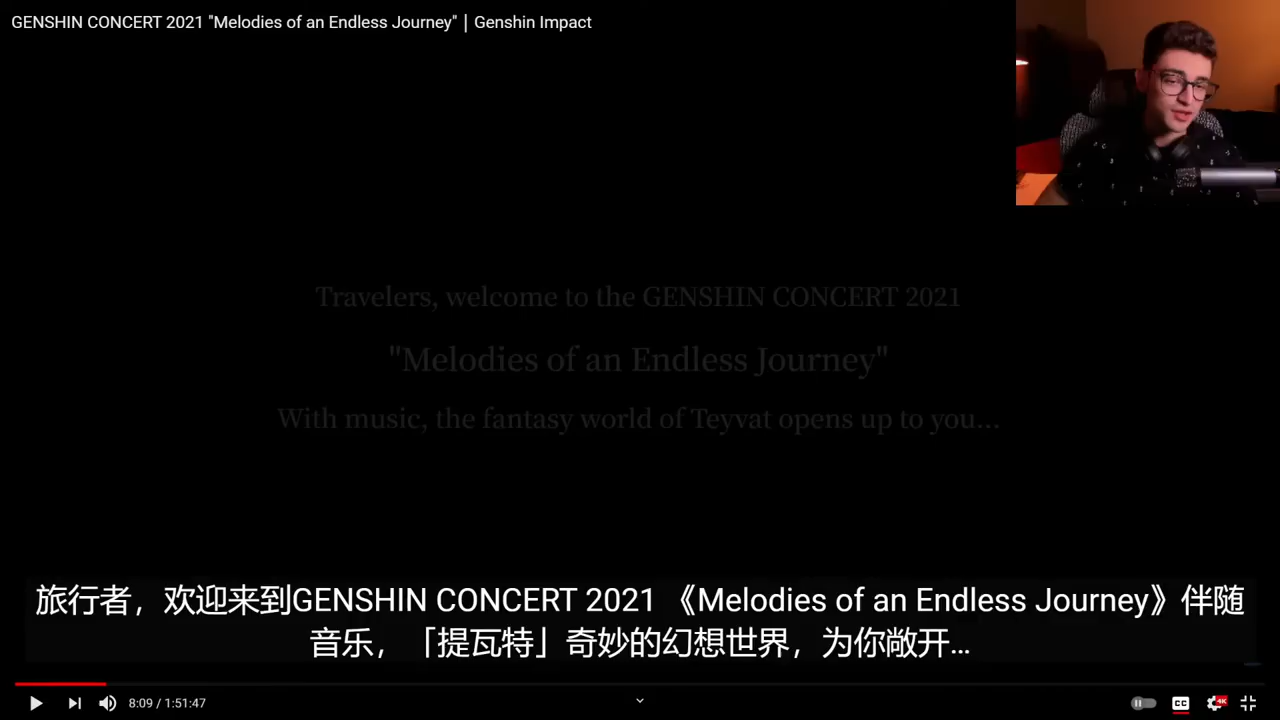 GENSHIN CONCERT 2021 "Melodies of an Endless Journey" | Genshin Impact
Travelers, welcome to the GENSHIN CONCERT 2021
"Melodies of an Endless Journey"
With music, the fantasy world of Teyvat opens up to you...
旅行者，欢迎来到GENSHIN CONCERT 2021 《Melodies of an Endless Journey》伴随
音乐，「提瓦特」奇妙的幻想世界，为你敞开...
8:09 / 1:51:47
CC
4K